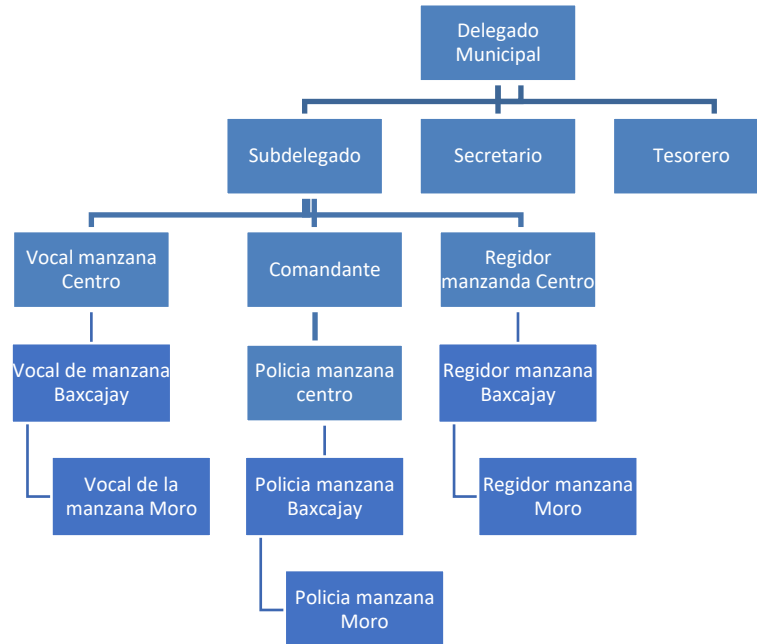 Delegado
Municipal
Subdelegado
Secretario
Tesorero
Vocal manzana
Centro
Comandante
Regidor
manzanda Centro
Vocal de manzana
Baxcajay
Policia manzana
centro
Regidor manzana
Baxcajay
Vocal de la
manzana Moro
Policia manzana
Baxcajay
Regidor manzana
Moro
Policia manzana
Moro